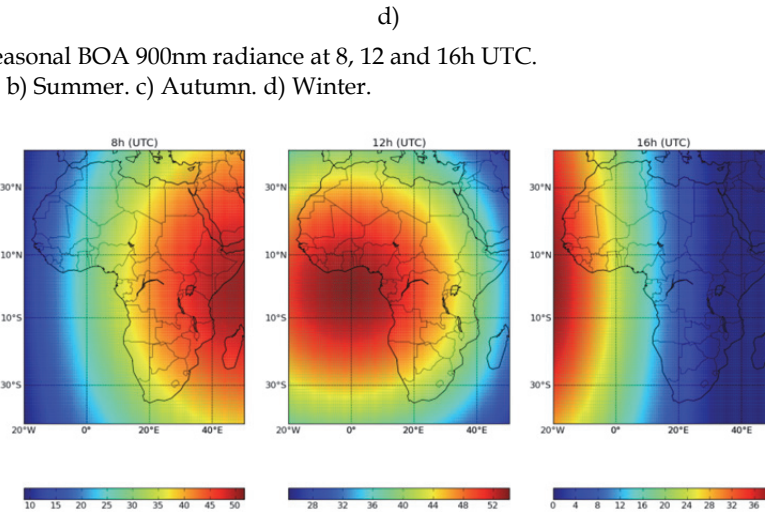 d)
easonal BOA 900nm radiance at 8, 12 and 16h UTC.
b) Summer. c) Autumn. d) Winter.
8h (UTC) 12h (UTC) 16h (UTC)
30°N 30°N 30°N
10°N 10°N 10°N
10°S 10°S 10°S
30°S 30°S 30°S
20°W 0° 20°E 40°E 20°W 0° 20°E 40°E 20°W 0° 20°E 40°E
10 15 20 25 30 35 40 45 50 28 32 36 40 44 48 52 0 4 8 12 16 20 24 28 32 36